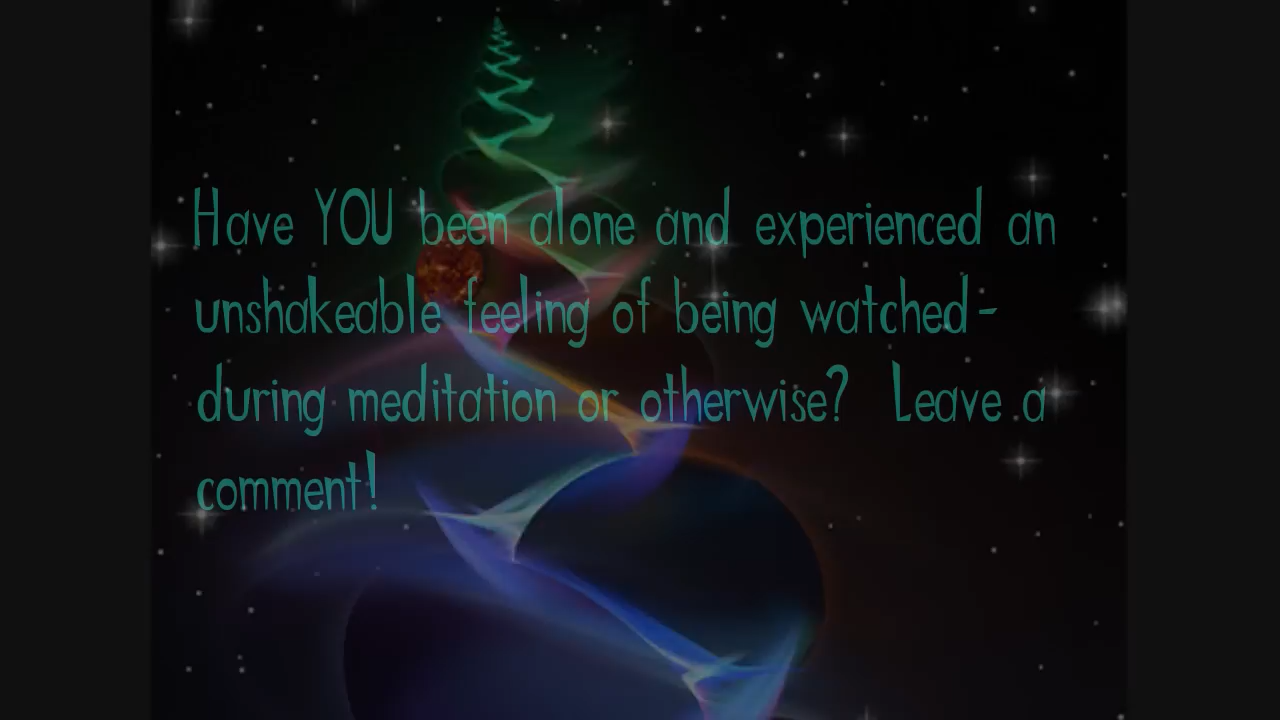 Have YOU been alone and experienced an
unshakeable feeling of being watched-
during meditation or otherwise?  Leave a
comment!